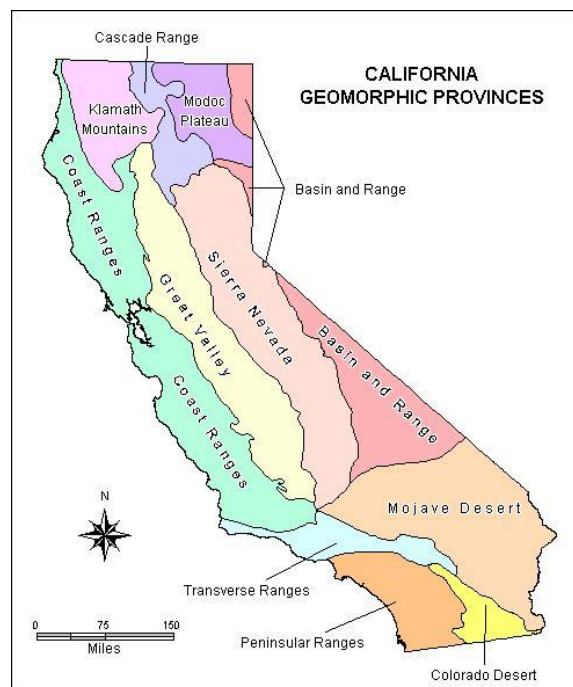 CALIFORNIA
GEOMORPHIC PROVINCES
Cascade Range
Klamath
Mountains
Modoc
Plateau
Basin and Range
Coast Ranges
Great Valley
Sierra Nevada
Basin and Range
Coast Ranges
Mojave Desert
N
Transverse Ranges
Peninsular Ranges
Colorado Desert
0 75 150
Miles